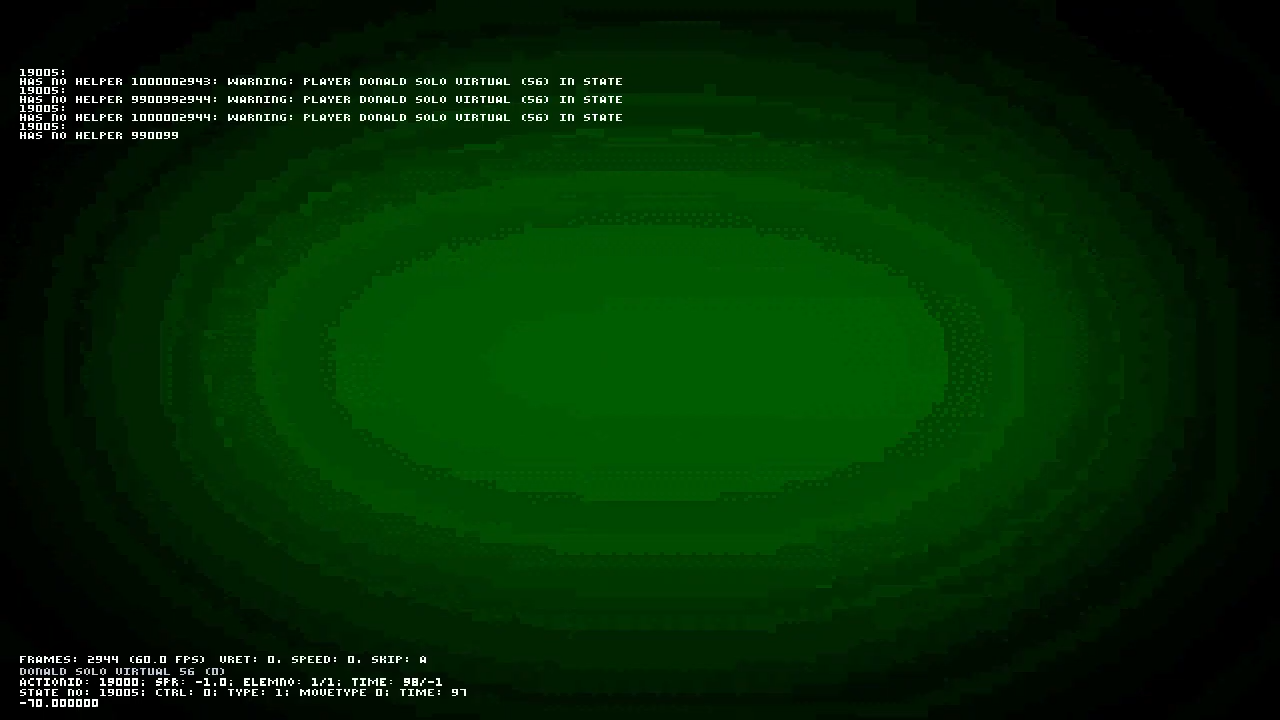 19005:
HAS NO HELPER 1000002943: WARNING: PLAYER DONALD SOLO VIRTUAL (56) IN STATE
19005:
HAS NO HELPER 9900992944: WARNING: PLAYER DONALD SOLO VIRTUAL (56) IN STATE
19005:
HAS NO HELPER 1000002944: WARNING: PLAYER DONALD SOLO VIRTUAL (56) IN STATE
19005:
HAS NO HELPER 990099
FRAMES: 2944 (60.0 FPS) VRET: 0. SPEED: 0. SKIP: A
DONALD SOLO VIRTUAL 56 (0)
ACTIONID: 19000; SPR: -1.0; ELEMNO: 1/1; TIME: 98/-1
STATE NO: 19005; CTRL: 0; TYPE: 1; MOVETYPE 0; TIME: 97
-70.000000